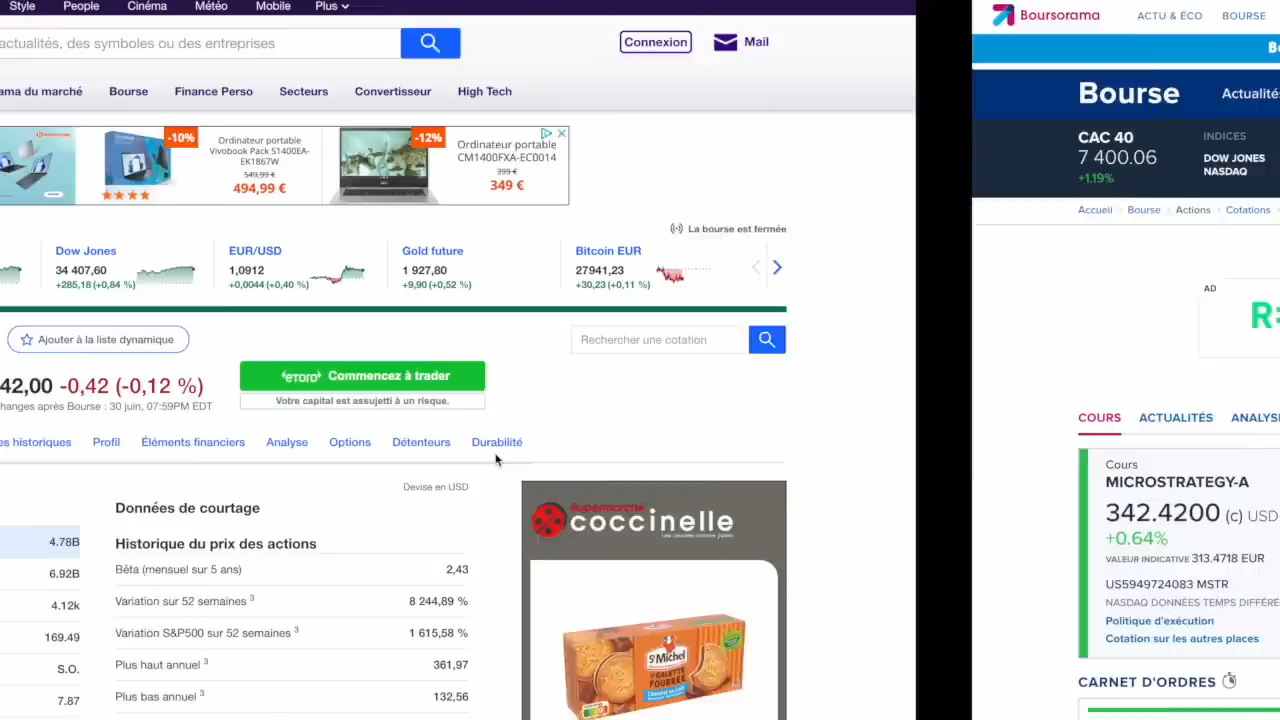 Style People Cinéma Météo Mobile Plus
actualités, des symboles ou des entreprises
Connexion Mail
ama du marché Bourse Finance Perso Secteurs Convertisseur High Tech
-10%
Ordinateur portable
Vivobook Pack S1400EA-
EK1867W
549,99 €
494,99 €
-12%
Ordinateur portable
CM1400FXA-EC0014
399 €
349 €
La bourse est fermée
Dow Jones
34 407,60
+285,18 (+0,84 %)
EUR/USD
1,0912
+0,0044 (+0,40 %)
Gold future
1 927,80
+9,90 (+0,52 %)
Bitcoin EUR
27941,23
+30,23 (+0,11 %)
Ajouter à la liste dynamique
Rechercher une cotation
42,00 -0,42 (-0,12 %)
hanges après Bourse : 30 juin, 07:59PM EDT
eToro Commencez à trader
Votre capital est assujetti à un risque.
es historiques Profil Éléments financiers Analyse Options Détenteurs Durabilité
Devise en USD
4.78B
6.92B
4.12k
169.49
S.O.
7.87
Données de courtage
Historique du prix des actions
Bêta (mensuel sur 5 ans) 2,43
Variation sur 52 semaines 3 8 244,89 %
Variation S&P500 sur 52 semaines 3 1 615,58 %
Plus haut annuel 3 361,97
Plus bas annuel 3 132,56
Supermarché
coccinelle
St Michel
LA GALETTE
FOURRÉE
Chocolat au Lait
Boursorama ACTU & ÉCO BOURSE
Bourse Actualités
CAC 40
7 400.06
+1.19%
INDICES
DOW JONES
NASDAQ
Accueil Bourse Actions Cotations
AD
COURS ACTUALITÉS ANALYS
Cours
MICROSTRATEGY-A
342.4200 (c) USD
+0.64%
VALEUR INDICATIVE 313.4718 EUR
US5949724083 MSTR
NASDAQ DONNÉES TEMPS DIFFÉRÉ
Politique d'exécution
Cotation sur les autres places
CARNET D'ORDRES